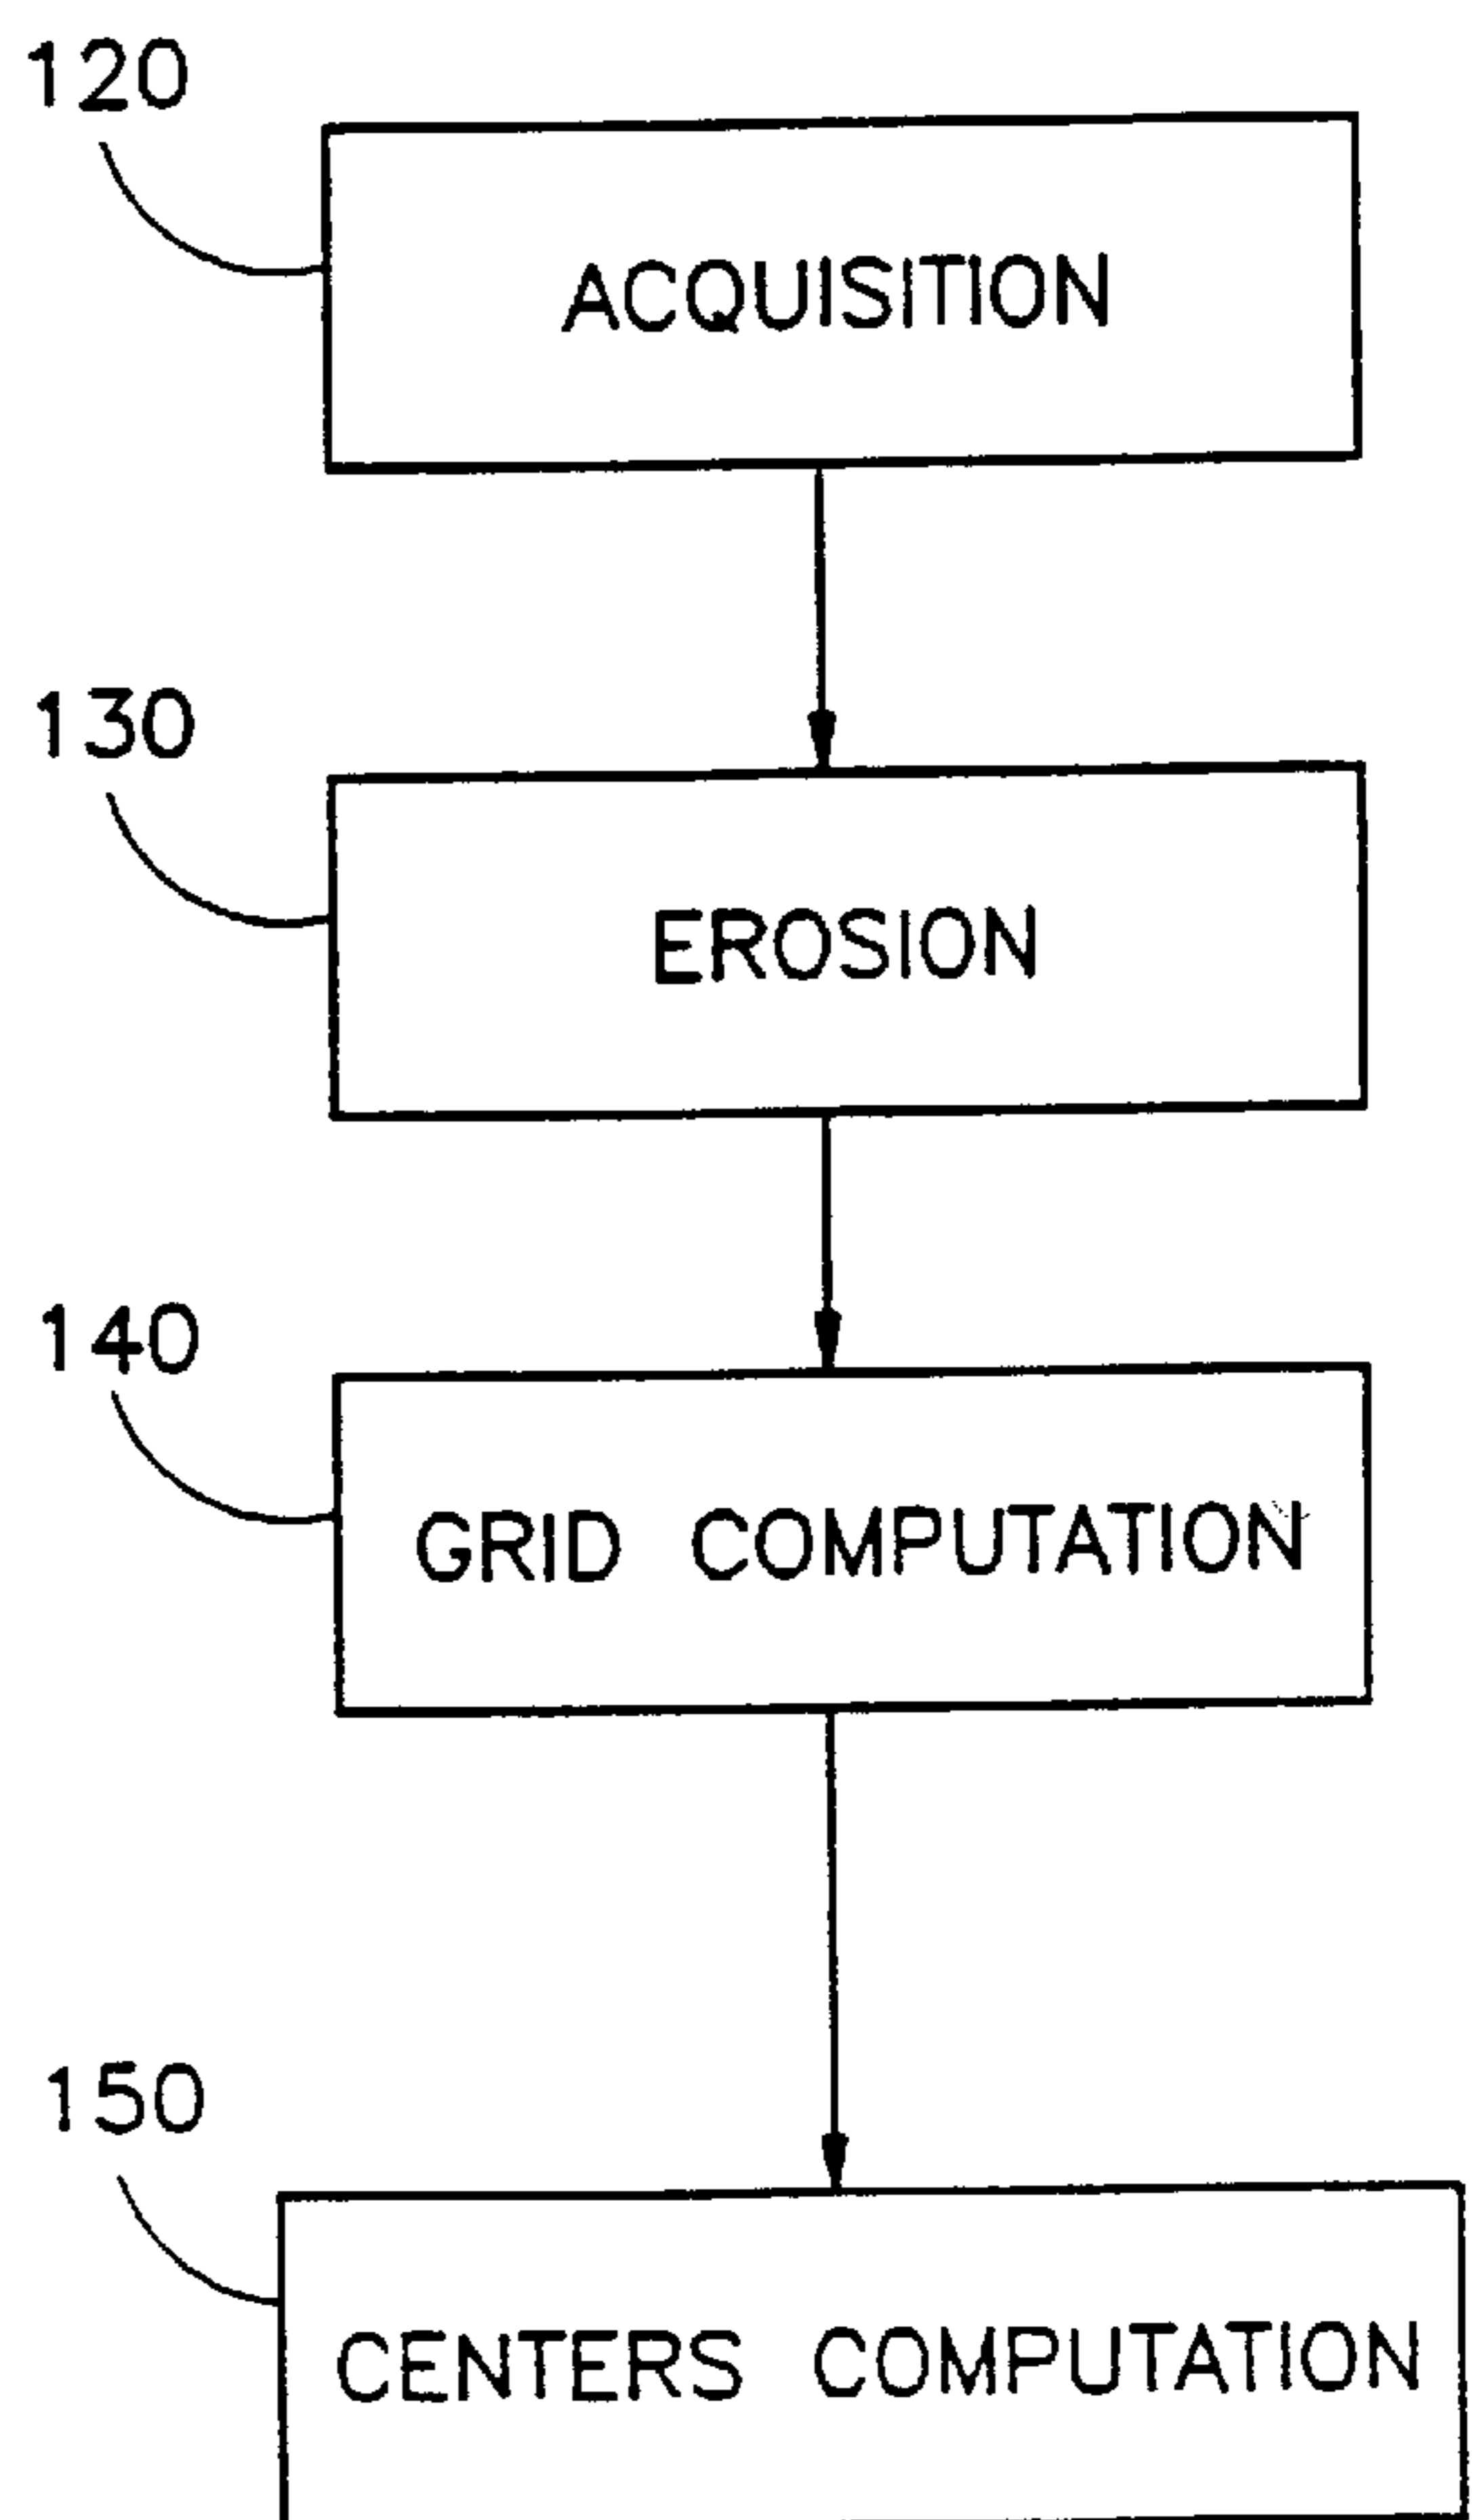 120
ACQUISITION
130
EROSION
140
GRID COMPUTATION
150
CENTERS COMPUTATION